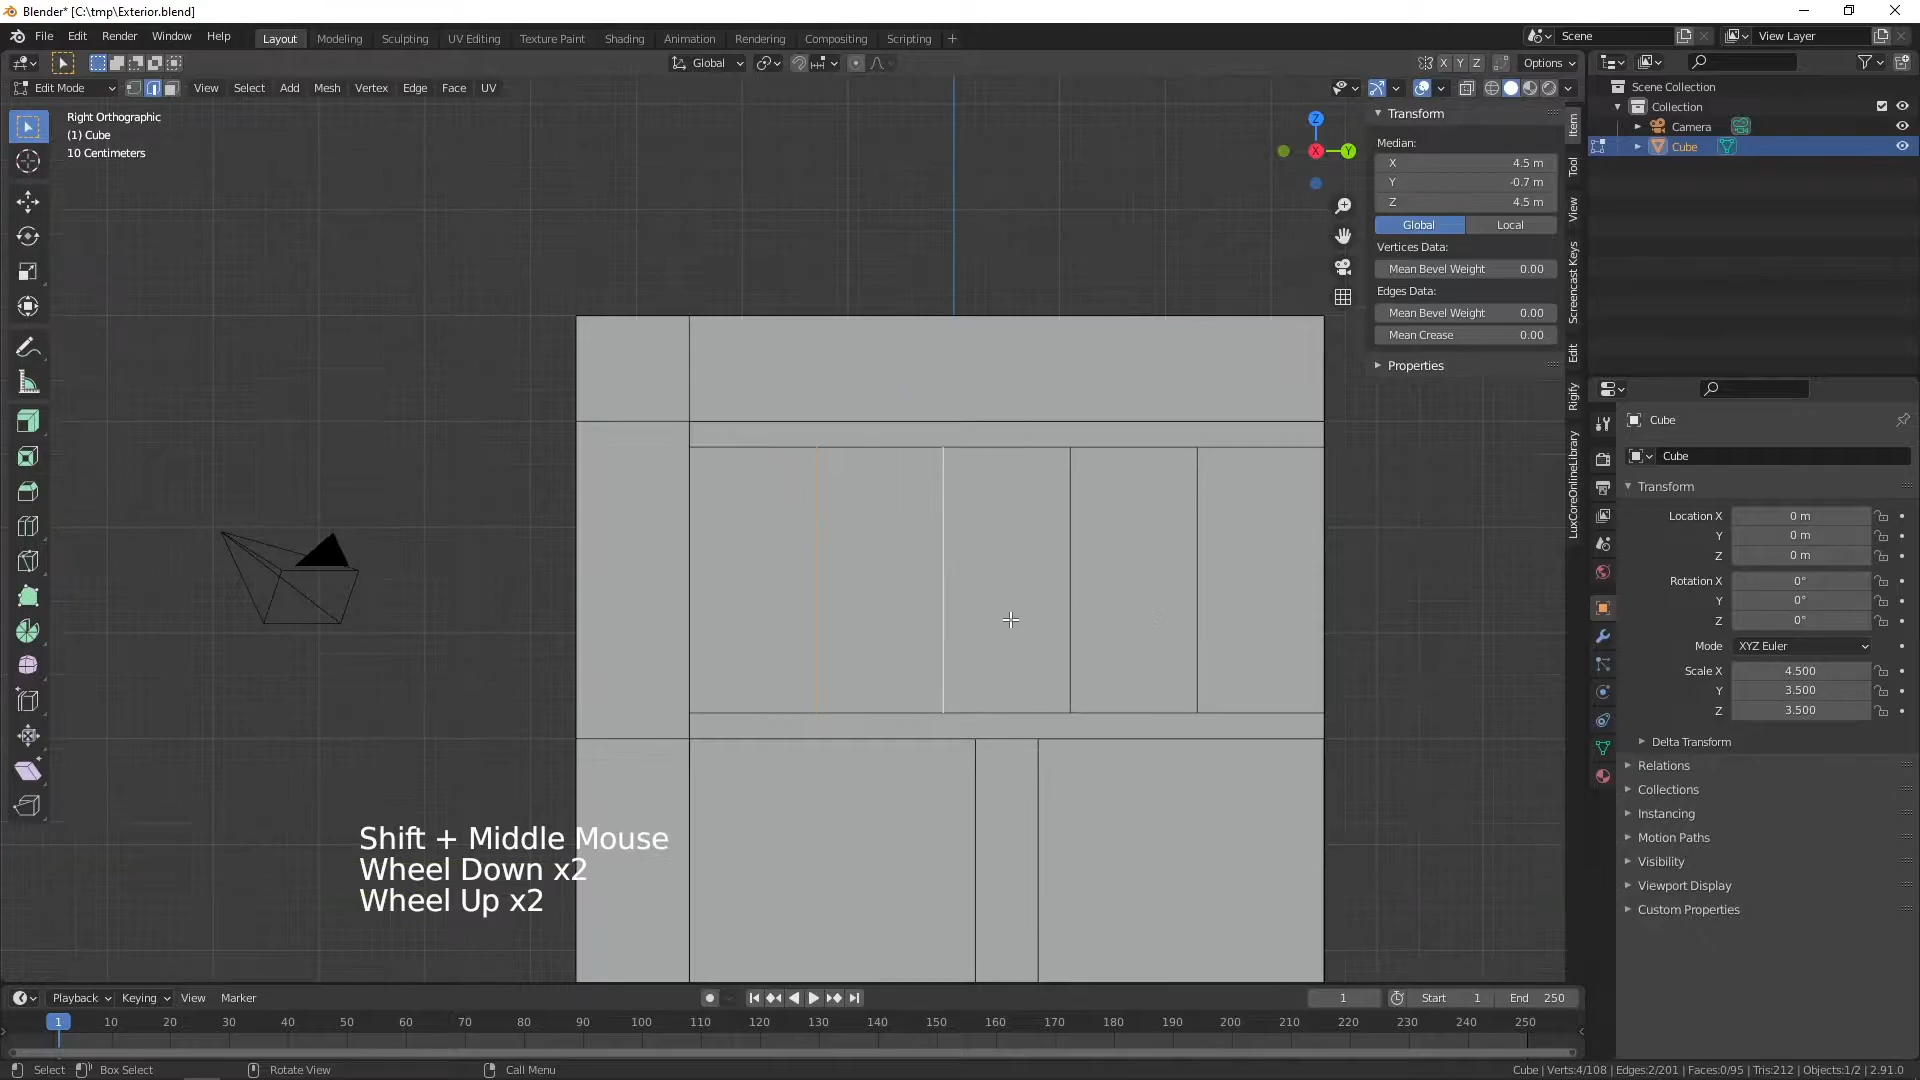 Blender* [C:\tmp\Exterior.blend]
File Edit Render Window Help
Layout Modeling Sculpting UV Editing Texture Paint Shading Animation Rendering Compositing Scripting
Scene
View Layer
Global
X Y Z
Options
Edit Mode
View Select Add Mesh Vertex Edge Face UV
Right Orthographic
(1) Cube
10 Centimeters
Z
X
Y
Transform
Median:
X 4.5 m
Y -0.7 m
Z 4.5 m
Global Local
Vertices Data:
Mean Bevel Weight 0.00
Edges Data:
Mean Bevel Weight 0.00
Mean Crease 0.00
Properties
Item
Tool
View
Screencast Keys
Edit
Rigify
LuxCoreOnlineLibrary
Scene Collection
Collection
Camera
Cube
Cube
Cube
Transform
Location X 0 m
Y 0 m
Z 0 m
Rotation X 0°
Y 0°
Z 0°
Mode XYZ Euler
Scale X 4.500
Y 3.500
Z 3.500
Delta Transform
Relations
Collections
Instancing
Motion Paths
Visibility
Viewport Display
Custom Properties
Shift + Middle Mouse
Wheel Down x2
Wheel Up x2
Playback Keying View Marker
1
Start 1
End 250
1 10 20 30 40 50 60 70 80 90 100 110 120 130 140 150 160 170 180 190 200 210 220 230 240 250
Select
Box Select
Rotate View
Call Menu
Cube | Verts:4/108 | Edges:2/201 | Faces:0/95 | Tris:212 | Objects:1/2 | 2.91.0